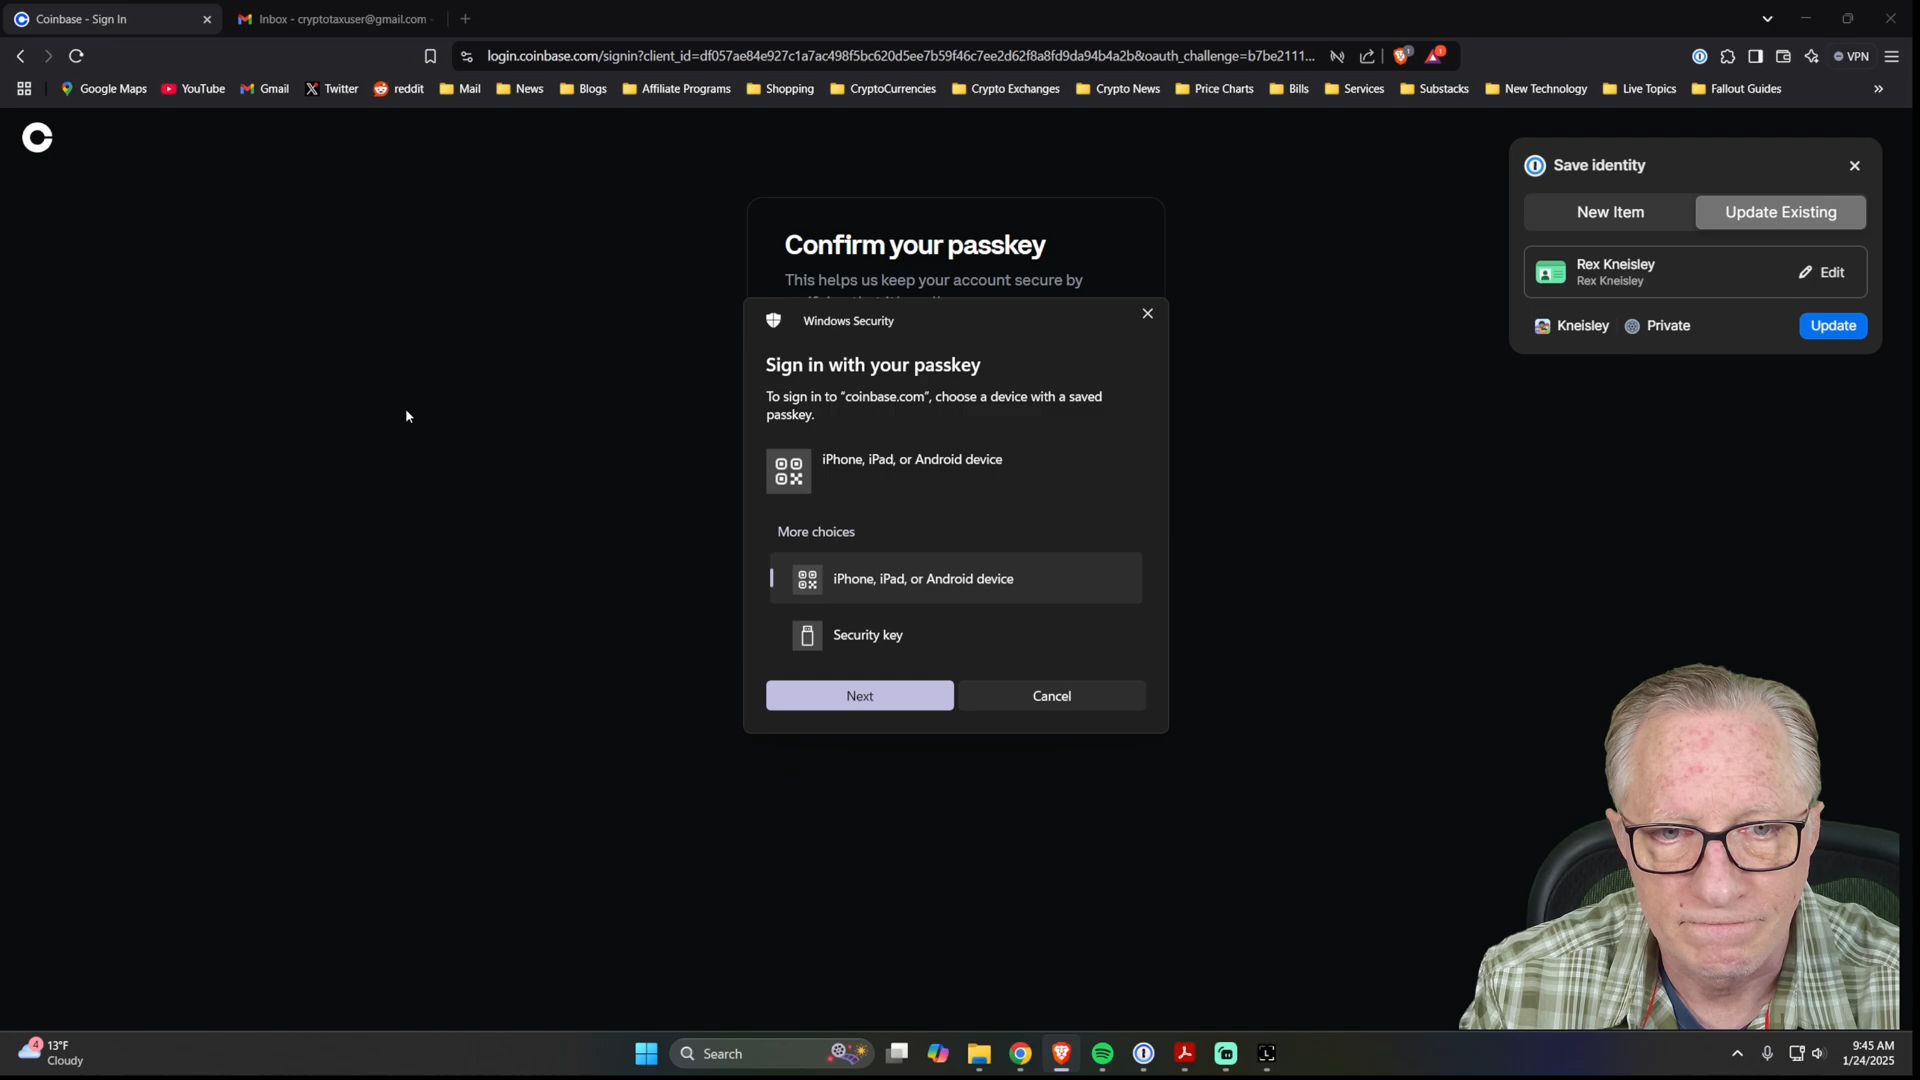 Coinbase - Sign In
Inbox - cryptotaxuser@gmail.com
login.coinbase.com/signin?client_id=df057ae84e927c1a7ac498f5bc620d5ee7b59f46c7ee2d62f8a8fd9da94b4a2b&oauth_challenge=b7be2111...
1
1
VPN
Google Maps
YouTube
Gmail
Twitter
reddit
Mail
News
Blogs
Affiliate Programs
Shopping
CryptoCurrencies
Crypto Exchanges
Crypto News
Price Charts
Bills
Services
Substacks
New Technology
Live Topics
Fallout Guides
Save identity
New Item
Update Existing
Rex Kneisley
Rex Kneisley
Edit
Kneisley
Private
Update
Confirm your passkey
This helps us keep your account secure by
Windows Security
Sign in with your passkey
To sign in to “coinbase.com”, choose a device with a saved
passkey.
iPhone, iPad, or Android device
More choices
iPhone, iPad, or Android device
Security key
Next
Cancel
4
13°F
Cloudy
Search
9:45 AM
1/24/2025